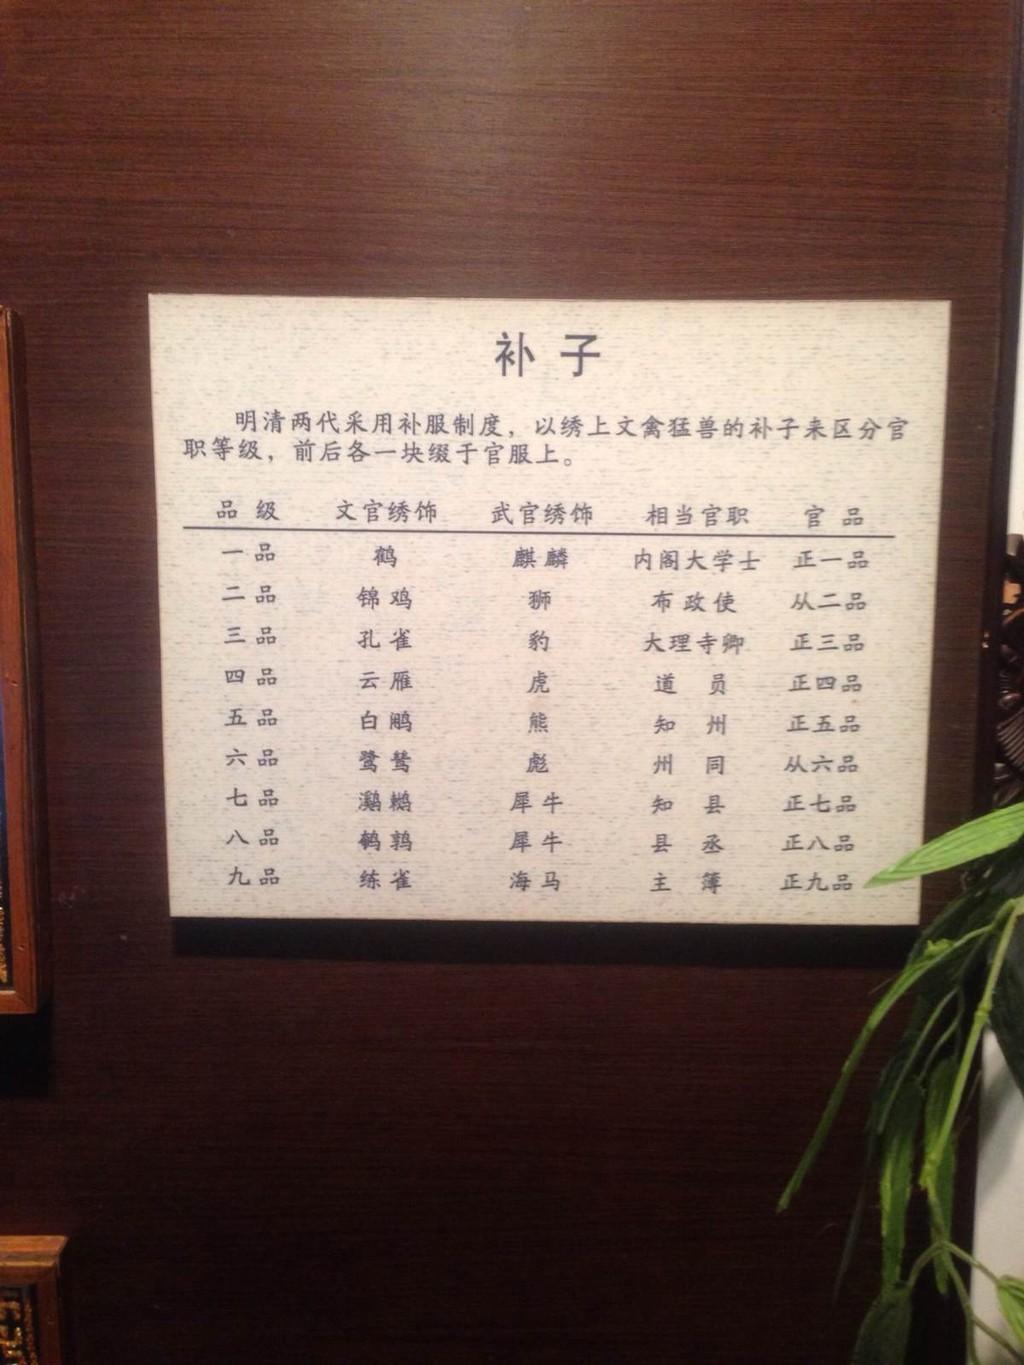 补子
明清两代采用补服制度，以绣上文禽猛兽的补子来区分官
职等级，前后各一块缀于官服上。
品级 文官绣饰 武官绣饰 相当官职 官品
一品 鹤 麒麟 内阁大学士 正一品
二品 锦鸡 狮 布政使 从二品
三品 孔雀 豹 大理寺卿 正三品
四品 云雁 虎 道员 正四品
五品 白鹇 熊 知州 正五品
六品 鹭鸶 彪 州同 从六品
七品 犀牛 知县 正七品
八品 鹌鹑 犀牛 县丞 正八品
九品 练雀 海马 主簿 正九品